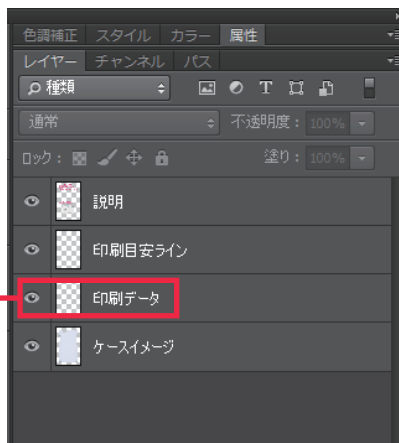 色調補正 スタイル カラー 属性
レイヤー チャンネル パス
種類
通常 不透明度： 100%
ロック： 塗り： 100%
説明
印刷目安ライン
印刷データ
ケースイメージ